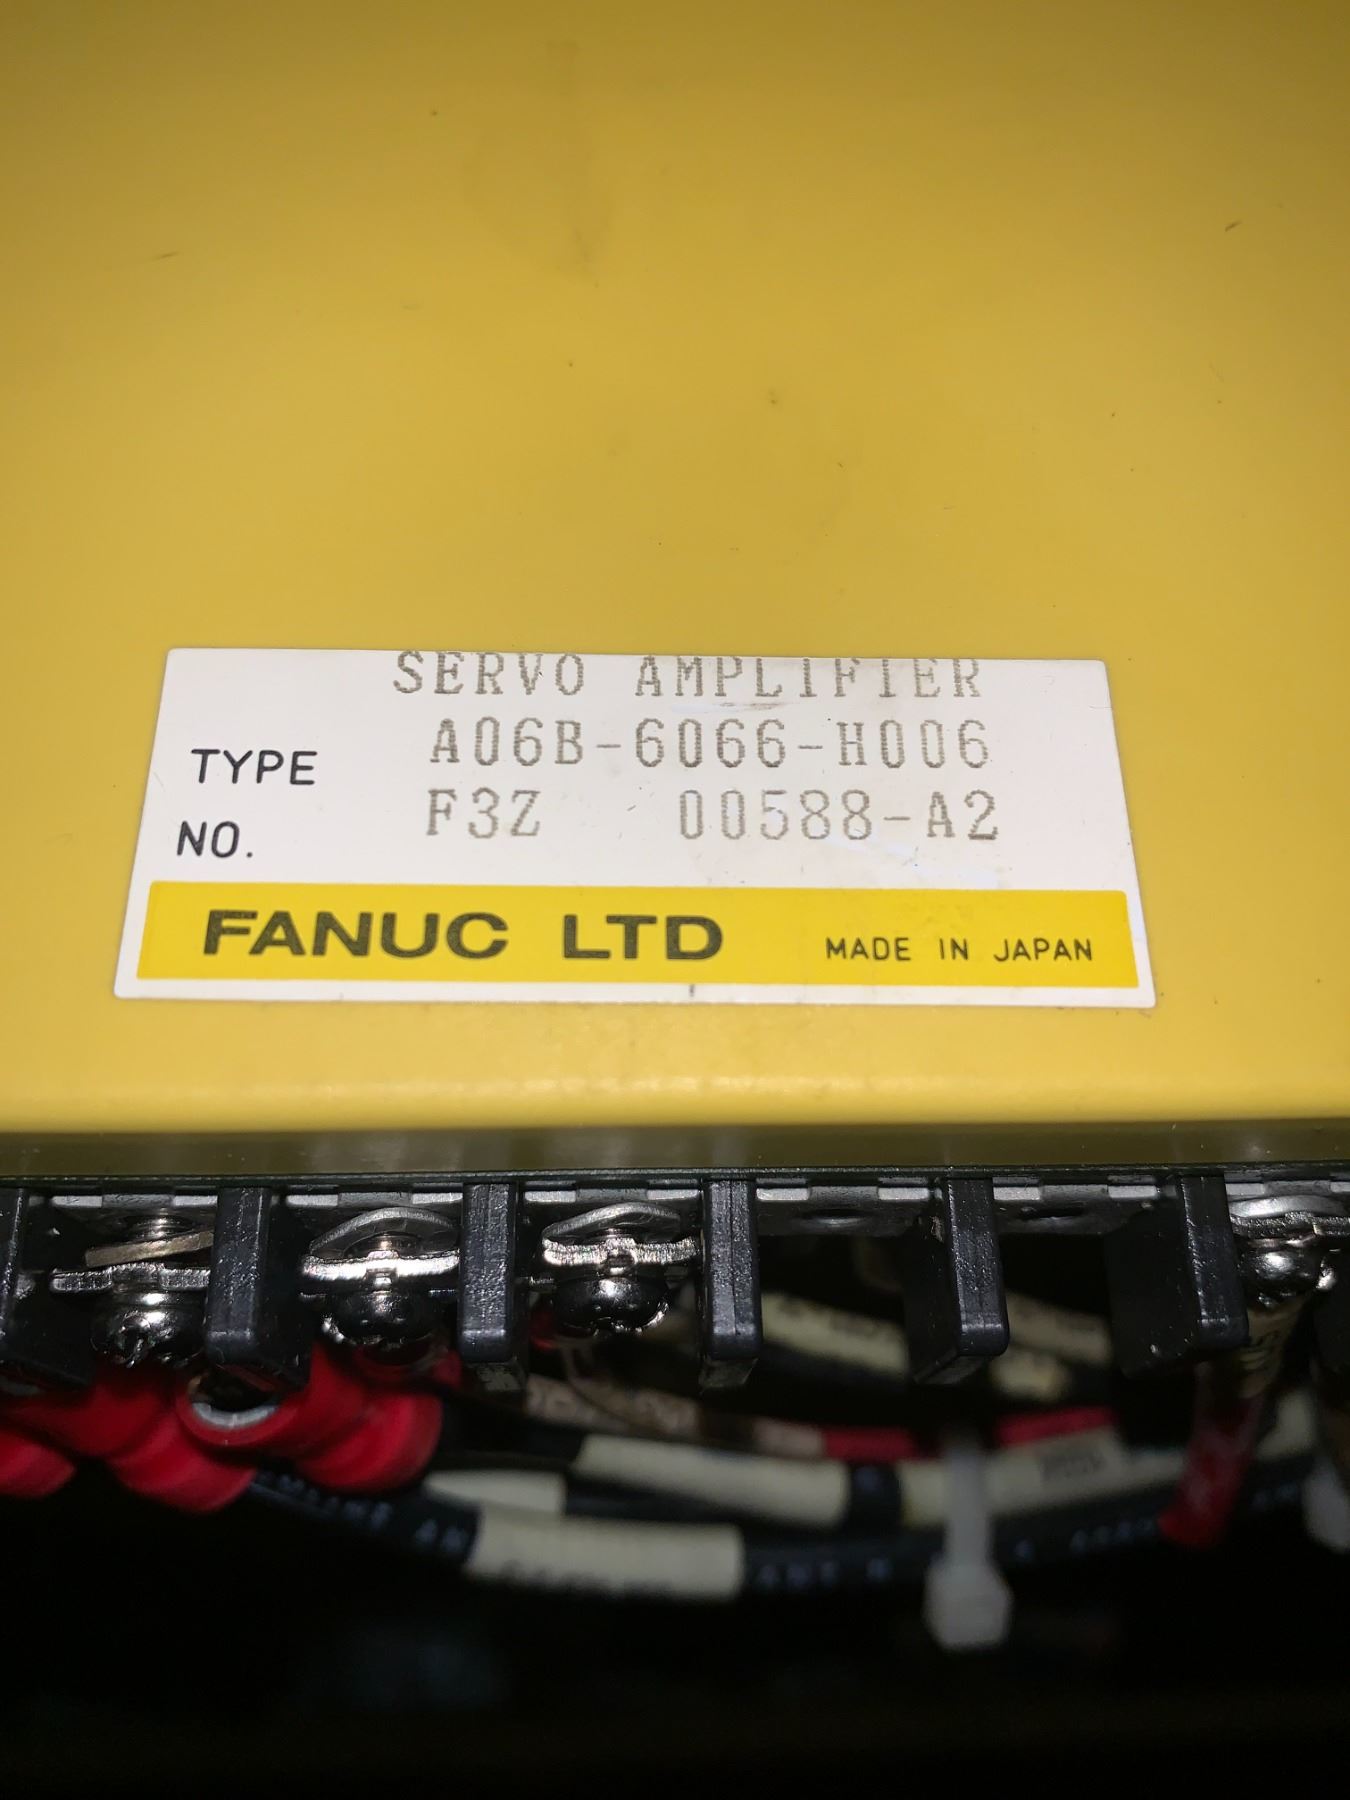 SERVO AMPLIFIER
TYPE A06B-6066-H006
NO. F3Z 00588-A2
FANUC LTD MADE IN JAPAN